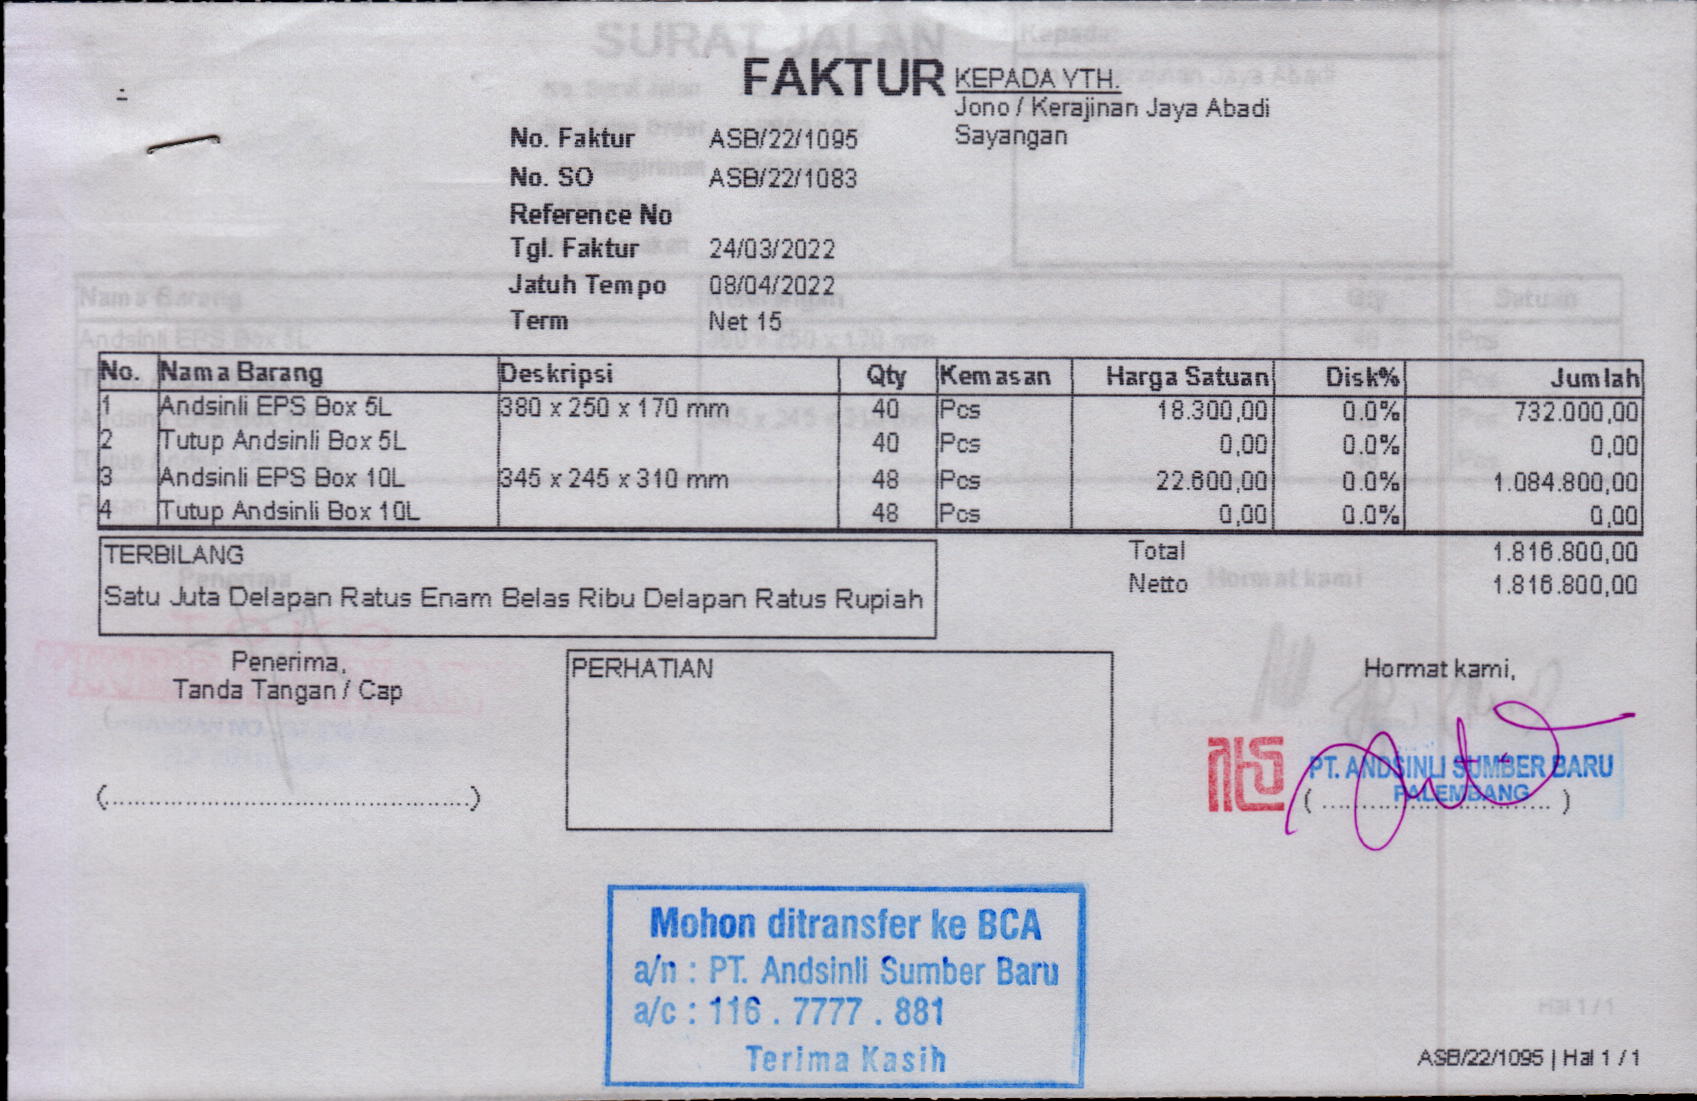 FAKTUR
KEPADA YTH.
Jono / Kerajinan Jaya Abadi
Sayangan
No. Faktur ASB/22/1095
No. SO ASB/22/1083
Reference No
Tgl. Faktur 24/03/2022
Jatuh Tempo 08/04/2022
Term Net 15
No. Nama Barang Deskripsi Qty Kemasan Harga Satuan Disk% Jumlah
1 Andsinli EPS Box 5L 380 x 250 x 170 mm 40 Pcs 18.300,00 0.0% 732.000,00
2 Tutup Andsinli Box 5L 40 Pcs 0,00 0.0% 0,00
3 Andsinli EPS Box 10L 345 x 245 x 310 mm 48 Pcs 22.600,00 0.0% 1.084.800,00
4 Tutup Andsinli Box 10L 48 Pcs 0,00 0.0% 0,00
TERBILANG
Satu Juta Delapan Ratus Enam Belas Ribu Delapan Ratus Rupiah
Total 1.816.800,00
Netto 1.816.800,00
Penerima,
Tanda Tangan / Cap
PERHATIAN
Hormat kami,
PT. ANDSINLI SUMBER BARU
PALEMBANG
Mohon ditransfer ke BCA
a/n : PT. Andsinli Sumber Baru
a/c : 116 . 7777 . 881
Terima Kasih
ASB/22/1095 | Hal 1 / 1